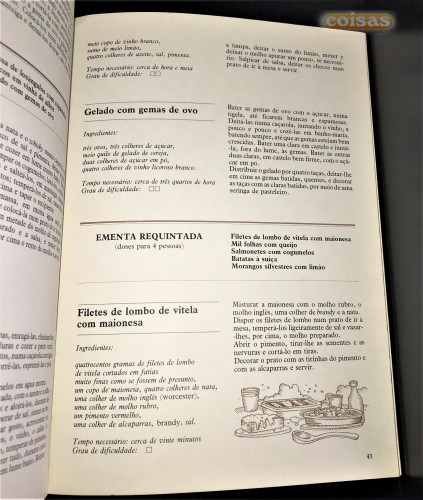 coisas
meio copo de vinho branco,
sumo de meio limão,
quatro colheres de azeite, sal, pimenta.
Tempo necessário: cerca de hora e meia
Grau de dificuldade: □□
a tampa, deitar o sumo do limão, mexer y
deixar o molho apurar um pouco, se necessá-
rio. Salpicar de salsa, deitar os chocos num
prato de ir à mesa e servir.
Gelado com gemas de ovo
Ingredientes:
três ovos, três colheres de açúcar,
meio quilo de gelado de cereja,
duas colheres de açúcar em pó,
quatro colheres de vinho licoroso branco.
Tempo necessário: cerca de três quartos de hora
Grau de dificuldade: □□
Bater as gemas de ovo com o açúcar, numa
tigela, até ficarem brancas e espumosas.
Deitá-las numa caçarola, juntando o vinho, a
pouco e pouco e cozê-las em banho-maria,
batendo sempre, até que as gemas estejam bem
crescidas. Bater uma clara em castelo e untá-
-la, fora do lume, às gemas. Bater as outras
duas claras, em castelo bem firme, com o açú-
car em pó.
Distribuir o gelado por quatro taças, deitar-lhe
em cima as gemas batidas, quentes, e decorar
as taças com as claras batidas, por meio de uma
seringa de pasteleiro.
EMENTA REQUINTADA
(doses para 4 pessoas)
Filetes de lombo de vitela com maionesa
Mil folhas com queijo
Salmonetes com cogumelos
Batatas à suíça
Morangos silvestres com limão
Filetes de lombo de vitela
com maionesa
Ingredientes:
quatrocentos gramas de filetes de lombo
de vitela cortados em fatias
muito finas como se fossem de presunto,
um copo de maionesa, quatro colheres de nata,
uma colher de molho inglês (worcester),
uma colher de molho rubro,
um pimento vermelho,
uma colher de alcaparras, brandy, sal.
Tempo necessário: cerca de vinte minutos
Grau de dificuldade: □
Misturar a maionesa com o molho rubro, o
molho inglês, uma colher de brandy e a nata.
Dispor os filetes de lombo num prato de ir à
mesa, temperá-los ligeiramente de sal e vazar-
-lhes, por cima, o molho preparado.
Abrir o pimento, tirar-lhe as sementes e as
nervuras e cortá-lo em tiras.
Decorar o prato com as tirinhas do pimento e
com as alcaparras e servir.
43